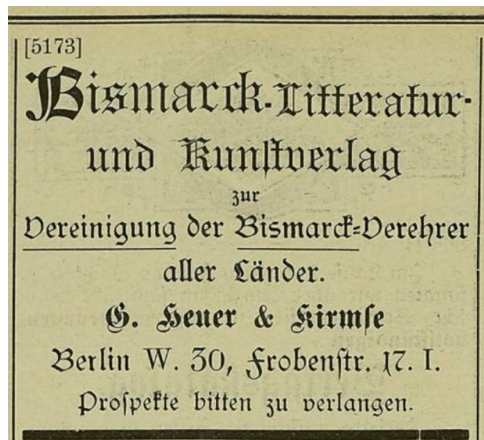 [5173]
Bismarck-Litteratur-
und Kunſtverlag
zur
Vereinigung der Bismarck-Verehrer
aller Länder.
G. Heuer & Kirmſe
Berlin W. 30, Frobenſtr. 17. I.
Proſpekte bitten zu verlangen.